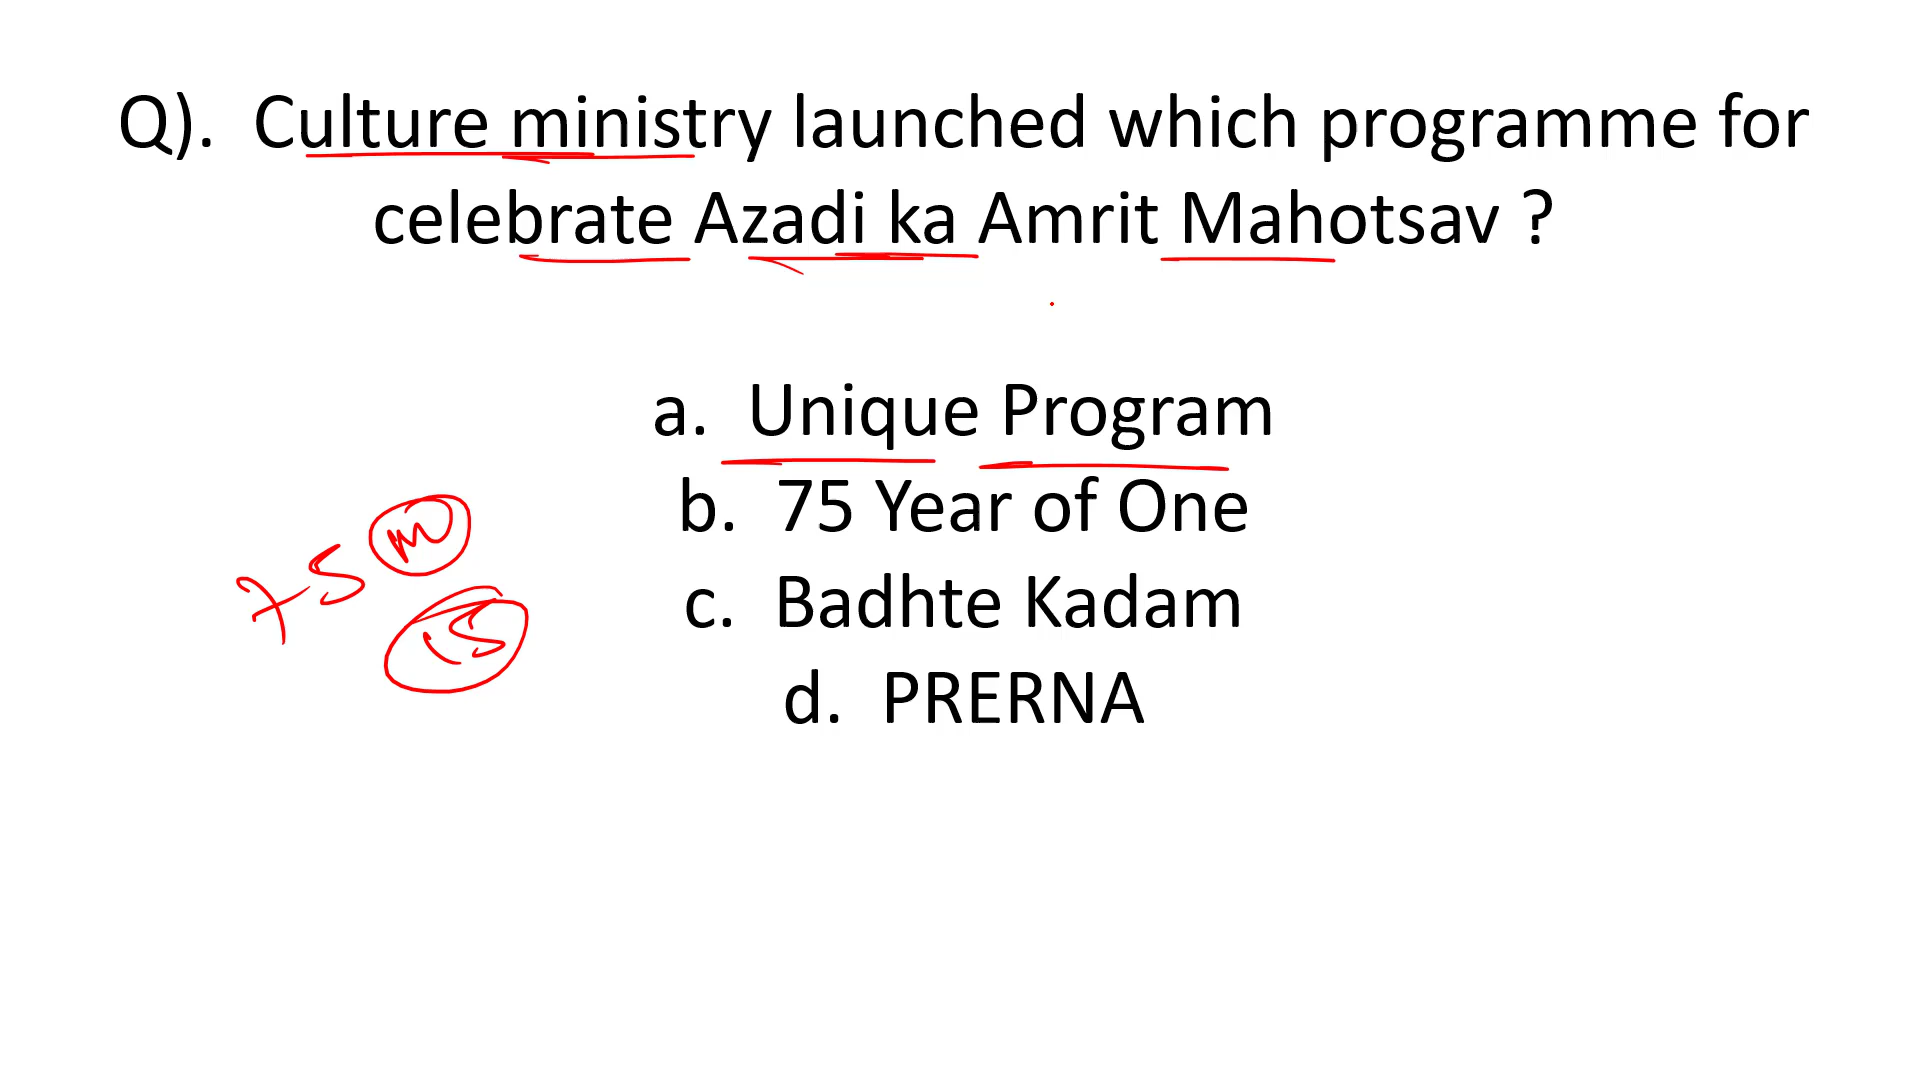 Q). Culture ministry launched which programme for
celebrate Azadi ka Amrit Mahotsav ?
a. Unique Program
b. 75 Year of One
c. Badhte Kadam
d. PRERNA
75 m